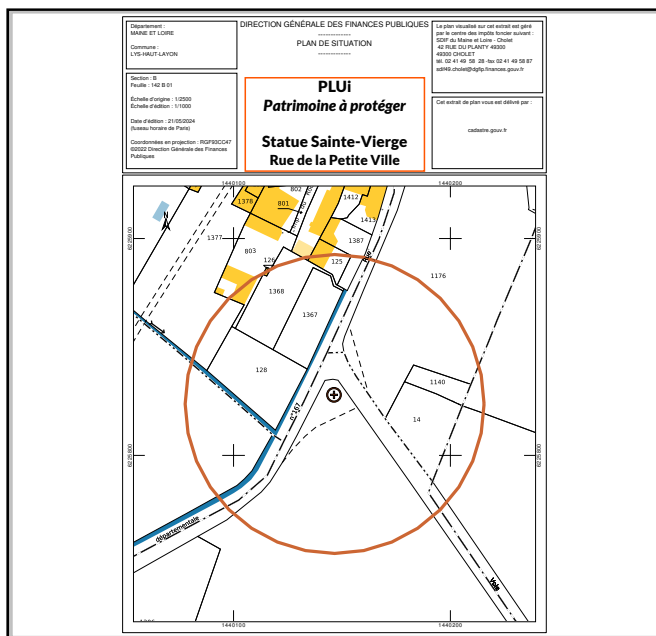 Département :
MAINE ET LOIRE
Commune :
LYS-HAUT-LAYON
Section : B
Feuille : 142 B 01
Échelle d'origine : 1/2500
Échelle d'édition : 1/1000
Date d'édition : 21/05/2024
(fuseau horaire de Paris)
Coordonnées en projection : RGF93CC47
©2022 Direction Générale des Finances
Publiques
DIRECTION GÉNÉRALE DES FINANCES PUBLIQUES
-------------
PLAN DE SITUATION
-------------
PLUi
Patrimoine à protéger
Statue Sainte-Vierge
Rue de la Petite Ville
Le plan visualisé sur cet extrait est géré
par le centre des impôts foncier suivant :
SDIF du Maine et Loire - Cholet
42 RUE DU PLANTY 49300
49300 CHOLET
tél. 02 41 49 58 28 -fax 02 41 49 58 87
sdif49.cholet@dgfip.finances.gouv.fr
Cet extrait de plan vous est délivré par :
cadastre.gouv.fr
1440100
1440200
6225900
6225900
802
1378
801
1412
1413
1377
1387
803
126
125
1176
N
1368
1367
128
1140
14
n°167
6225800
6225800
départementale
Voie
1440100
1440200